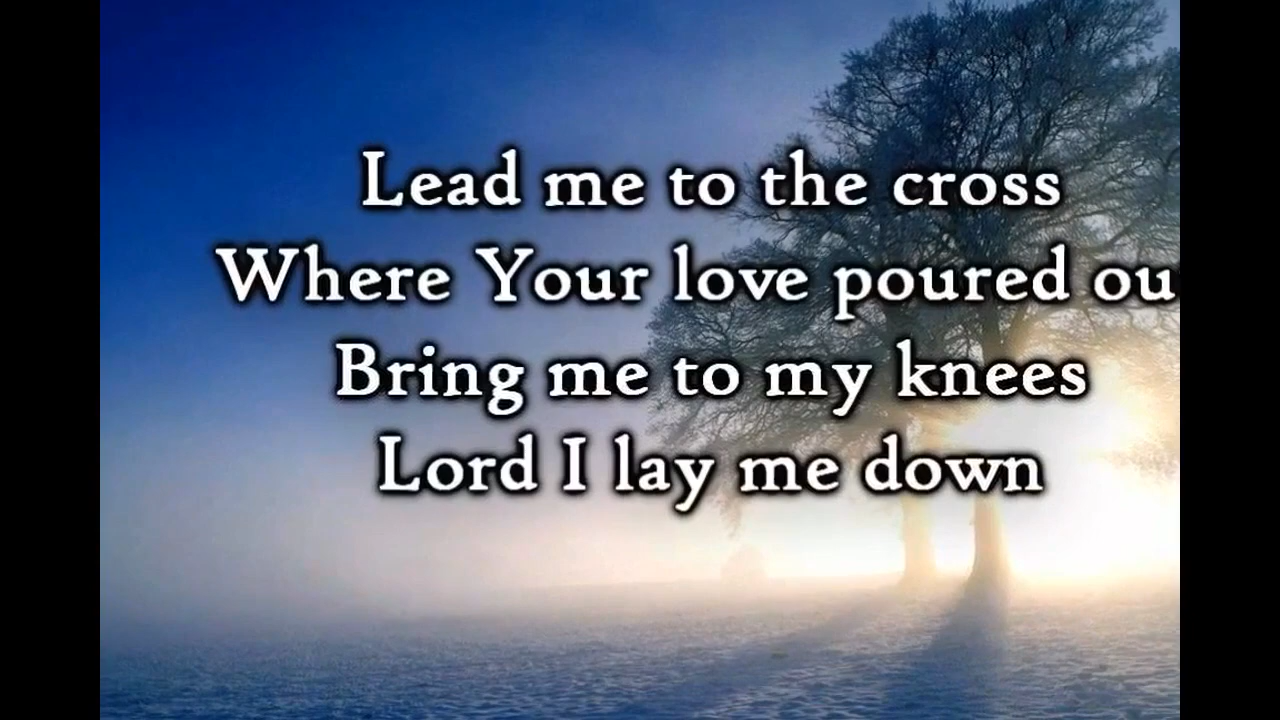 Lead me to the cross
Where Your love poured ou
Bring me to my knees
Lord I lay me down